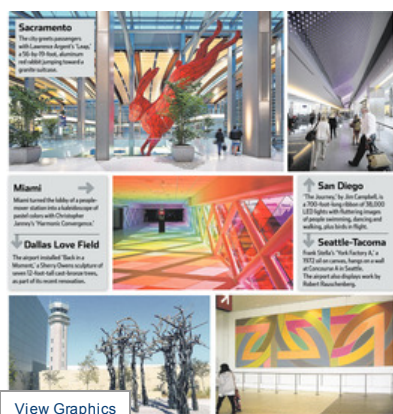 Sacramento
The city greets passengers
with Lawrence Argent's 'Leap,'
a 56-by-19-foot, aluminum
red rabbit jumping toward a
granite suitcase.
Miami
Miami turned the lobby of a people-
mover station into a kaleidoscope of
pastel colors with Christopher
Janney's 'Harmonic Convergence.'
Dallas Love Field
The airport installed 'Back in a
Moment,' a Sherry Owens sculpture of
seven 12-foot-tall cast-bronze trees,
as part of its recent renovation.
San Diego
'The Journey,' by Jim Campbell, is
a 700-foot-long ribbon of 38,000
LED lights with fluttering images
of people swimming, dancing and
walking, plus birds in flight.
Seattle-Tacoma
Frank Stella's 'York Factory A,' a
1972 oil on canvas, hangs on a wall
at Concourse A in Seattle.
The airport also displays work by
Robert Rauschenberg.
View Graphics